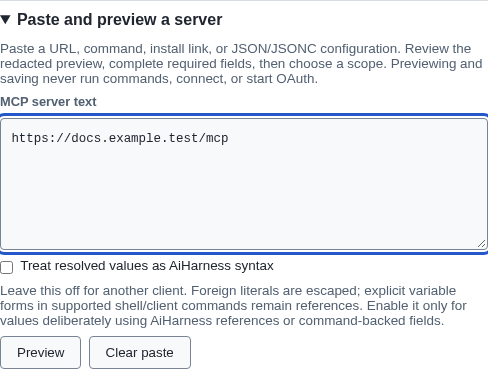 Paste and preview a server
Paste a URL, command, install link, or JSON/JSONC configuration. Review the
redacted preview, complete required fields, then choose a scope. Previewing and
saving never run commands, connect, or start OAuth.
MCP server text
https://docs.example.test/mcp
Treat resolved values as AiHarness syntax
Leave this off for another client. Foreign literals are escaped; explicit variable
forms in supported shell/client commands remain references. Enable it only for
values deliberately using AiHarness references or command-backed fields.
Preview
Clear paste